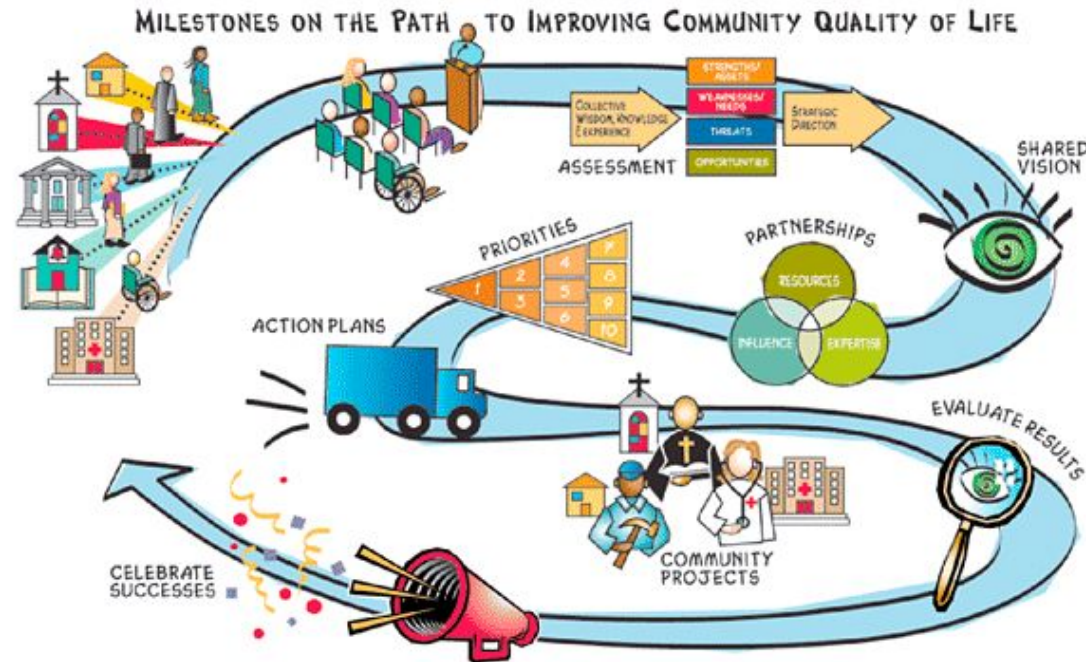 MILESTONES ON THE PATH TO IMPROVING COMMUNITY QUALITY OF LIFE
COLLECTIVE
WISDOM, KNOWLEDGE
& EXPERIENCE
ASSESSMENT
STRENGTHS/
ASSETS
WEAKNESSES/
NEEDS
THREATS
OPPORTUNITIES
STRATEGIC
DIRECTION
SHARED
VISION
PARTNERSHIPS
RESOURCES
INFLUENCE
EXPERTISE
PRIORITIES
1
2
3
4
5
6
7
8
9
10
ACTION PLANS
COMMUNITY
PROJECTS
EVALUATE RESULTS
CELEBRATE
SUCCESSES